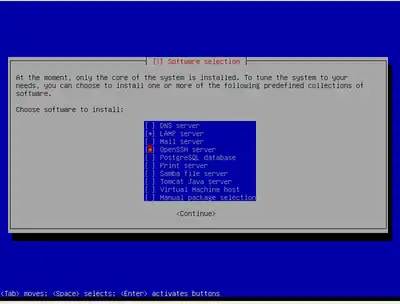 [!] Software selection
At the moment, only the core of the system is installed. To tune the system to your
needs, you can choose to install one or more of the following predefined collections of
software.
Choose software to install:
[ ] DNS server
[*] LAMP server
[ ] Mail server
[*] OpenSSH server
[ ] PostgreSQL database
[ ] Print server
[ ] Samba file server
[ ] Tomcat Java server
[ ] Virtual Machine host
[ ] Manual package selection
<Continue>
<Tab> moves; <Space> selects; <Enter> activates buttons